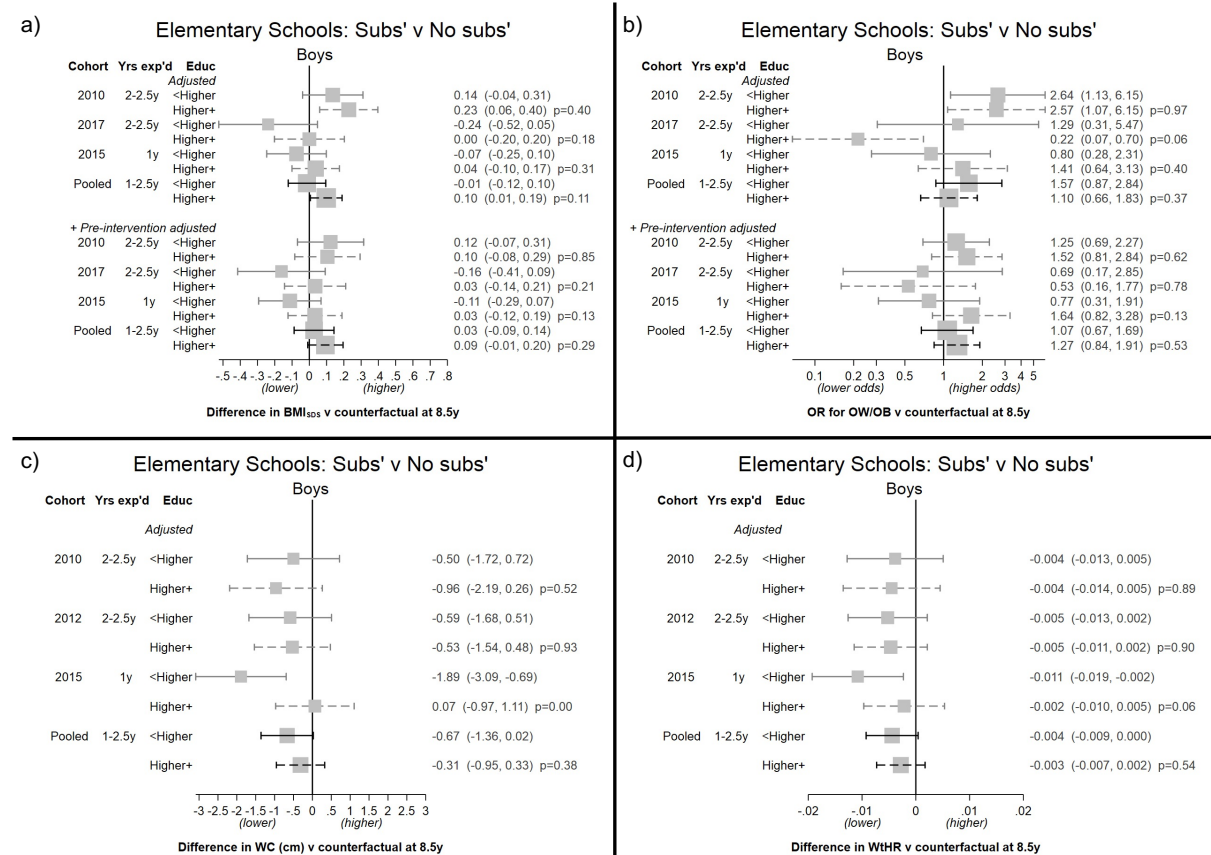 a)
Elementary Schools: Subs' v No subs'
Boys
Cohort Yrs exp'd Educ
Adjusted
2010 2-2.5y <Higher 0.14 (-0.04, 0.31)
Higher+ 0.23 (0.06, 0.40) p=0.40
2017 2-2.5y <Higher -0.24 (-0.52, 0.05)
Higher+ 0.00 (-0.20, 0.20) p=0.18
2015 1y <Higher -0.07 (-0.25, 0.10)
Higher+ 0.04 (-0.10, 0.17) p=0.31
Pooled 1-2.5y <Higher -0.01 (-0.12, 0.10)
Higher+ 0.10 (0.01, 0.19) p=0.11
+ Pre-intervention adjusted
2010 2-2.5y <Higher 0.12 (-0.07, 0.31)
Higher+ 0.10 (-0.08, 0.29) p=0.85
2017 2-2.5y <Higher -0.16 (-0.41, 0.09)
Higher+ 0.03 (-0.14, 0.21) p=0.21
2015 1y <Higher -0.11 (-0.29, 0.07)
Higher+ 0.03 (-0.12, 0.19) p=0.13
Pooled 1-2.5y <Higher 0.03 (-0.09, 0.14)
Higher+ 0.09 (-0.01, 0.20) p=0.29
-.5 -.4 -.3 -.2 -.1 0 .1 .2 .3 .4 .5 .6 .7 .8
(lower) (higher)
Difference in BMISDS v counterfactual at 8.5y
b)
Elementary Schools: Subs' v No subs'
Boys
Cohort Yrs exp'd Educ
Adjusted
2010 2-2.5y <Higher 2.64 (1.13, 6.15)
Higher+ 2.57 (1.07, 6.15) p=0.97
2017 2-2.5y <Higher 1.29 (0.31, 5.47)
Higher+ 0.22 (0.07, 0.70) p=0.06
2015 1y <Higher 0.80 (0.28, 2.31)
Higher+ 1.41 (0.64, 3.13) p=0.40
Pooled 1-2.5y <Higher 1.57 (0.87, 2.84)
Higher+ 1.10 (0.66, 1.83) p=0.37
+ Pre-intervention adjusted
2010 2-2.5y <Higher 1.25 (0.69, 2.27)
Higher+ 1.52 (0.81, 2.84) p=0.62
2017 2-2.5y <Higher 0.69 (0.17, 2.85)
Higher+ 0.53 (0.16, 1.77) p=0.78
2015 1y <Higher 0.77 (0.31, 1.91)
Higher+ 1.64 (0.82, 3.28) p=0.13
Pooled 1-2.5y <Higher 1.07 (0.67, 1.69)
Higher+ 1.27 (0.84, 1.91) p=0.53
0.1 0.2 0.5 1 2 3 4 5
(lower odds) (higher odds)
OR for OW/OB v counterfactual at 8.5y
c)
Elementary Schools: Subs' v No subs'
Boys
Cohort Yrs exp'd Educ
Adjusted
2010 2-2.5y <Higher -0.50 (-1.72, 0.72)
Higher+ -0.96 (-2.19, 0.26) p=0.52
2012 2-2.5y <Higher -0.59 (-1.68, 0.51)
Higher+ -0.53 (-1.54, 0.48) p=0.93
2015 1y <Higher -1.89 (-3.09, -0.69)
Higher+ 0.07 (-0.97, 1.11) p=0.00
Pooled 1-2.5y <Higher -0.67 (-1.36, 0.02)
Higher+ -0.31 (-0.95, 0.33) p=0.38
-3 -2.5 -2 -1.5 -1 -.5 0 .5 1 1.5 2 2.5 3
(lower) (higher)
Difference in WC (cm) v counterfactual at 8.5y
d)
Elementary Schools: Subs' v No subs'
Boys
Cohort Yrs exp'd Educ
Adjusted
2010 2-2.5y <Higher -0.004 (-0.013, 0.005)
Higher+ -0.004 (-0.014, 0.005) p=0.89
2012 2-2.5y <Higher -0.005 (-0.013, 0.002)
Higher+ -0.005 (-0.011, 0.002) p=0.90
2015 1y <Higher -0.011 (-0.019, -0.002)
Higher+ -0.002 (-0.010, 0.005) p=0.06
Pooled 1-2.5y <Higher -0.004 (-0.009, 0.000)
Higher+ -0.003 (-0.007, 0.002) p=0.54
-.02 -.01 0 .01 .02
(lower) (higher)
Difference in WtHR v counterfactual at 8.5y